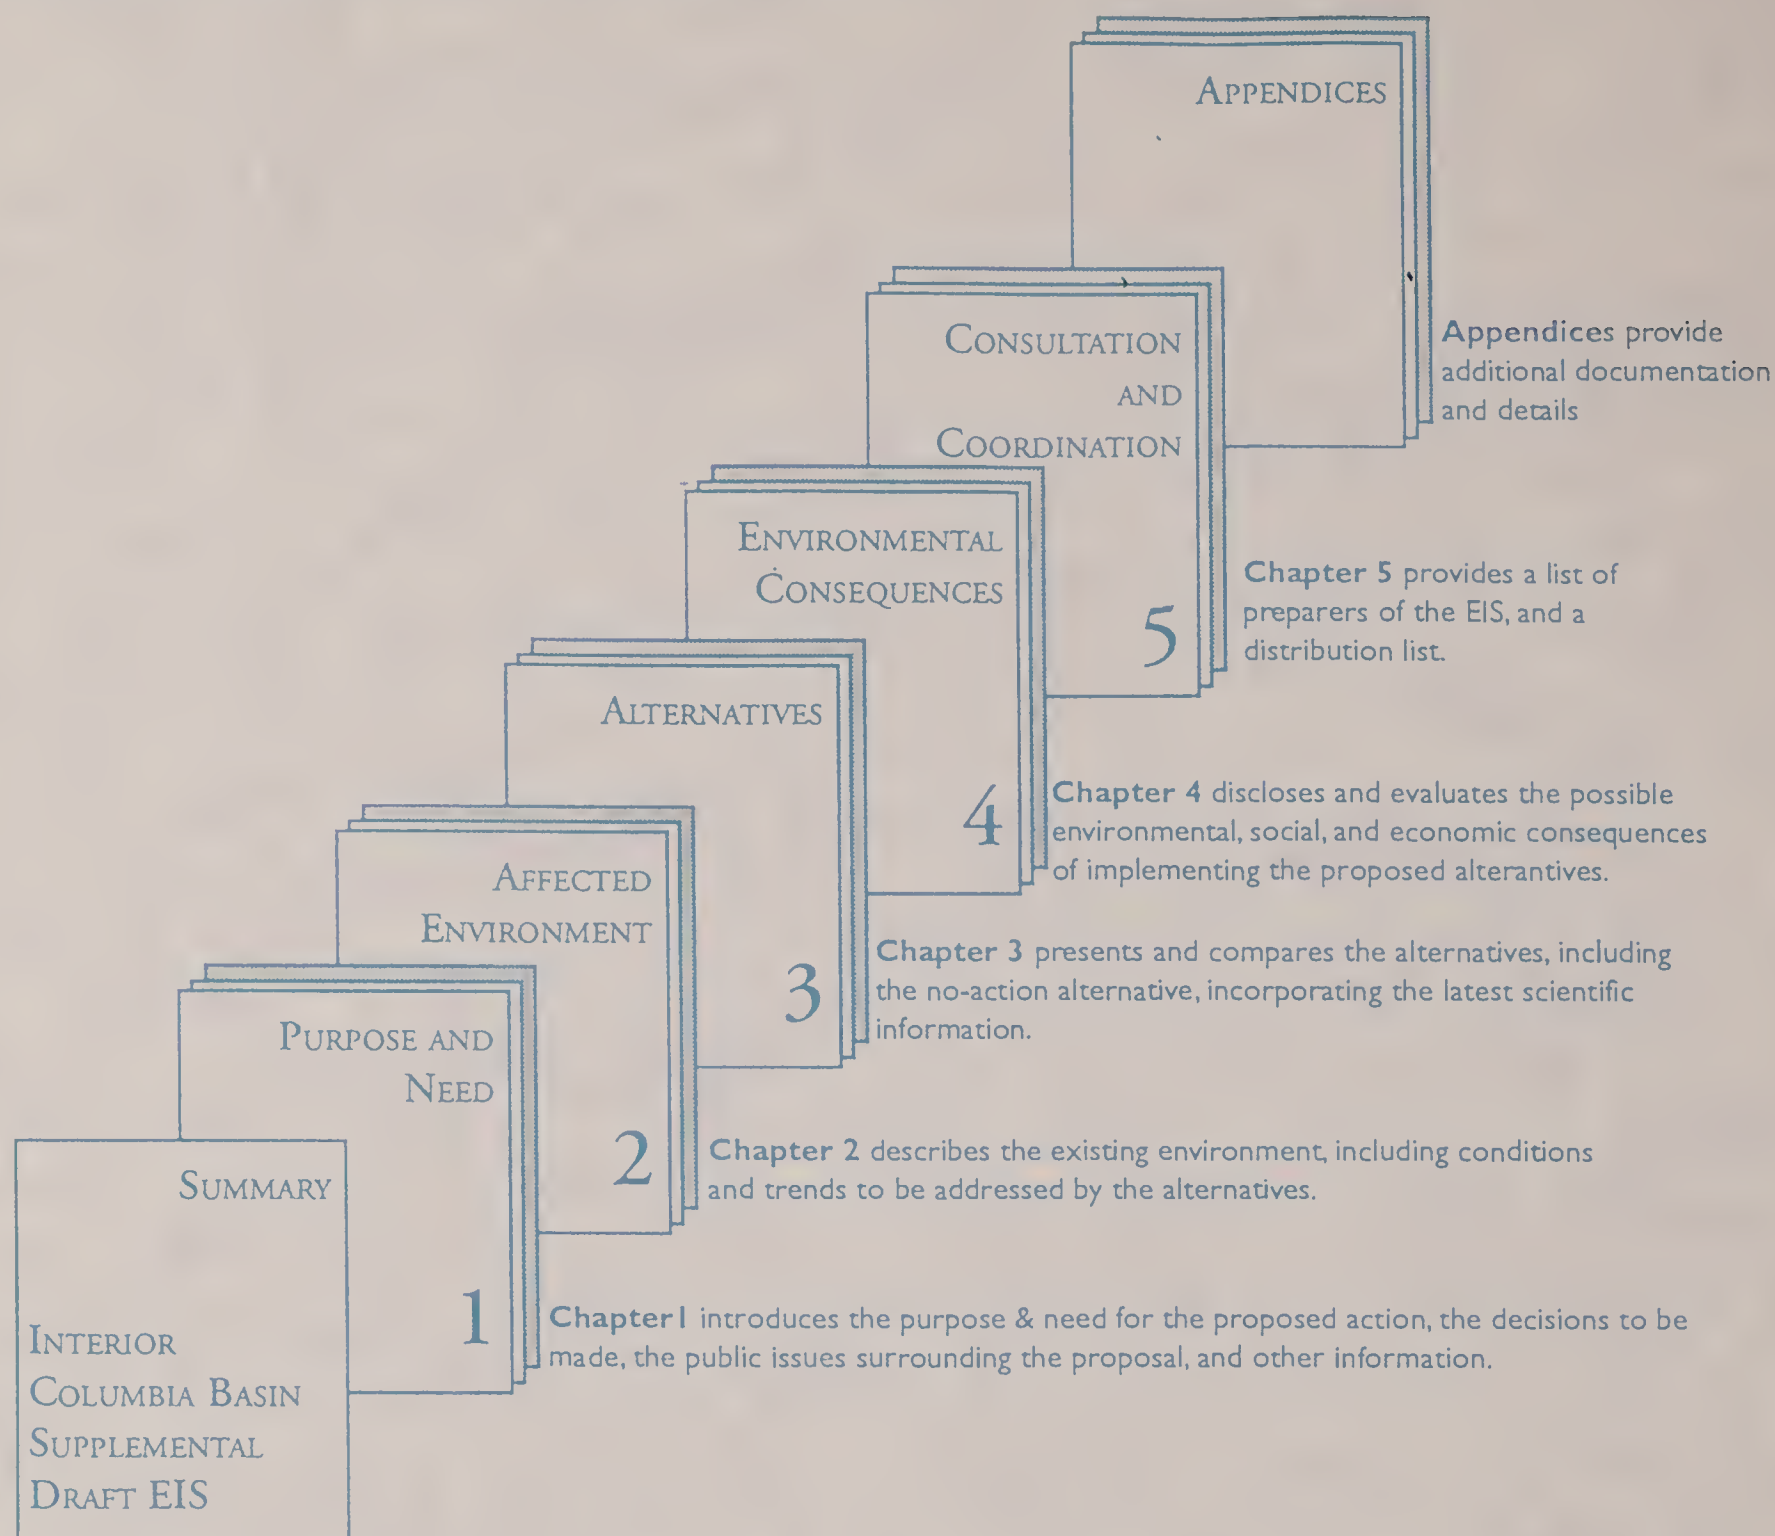 APPENDICES
Appendices provide
additional documentation
and details
CONSULTATION
AND
COORDINATION
5
Chapter 5 provides a list of
preparers of the EIS, and a
distribution list.
ENVIRONMENTAL
CONSEQUENCES
4
Chapter 4 discloses and evaluates the possible
environmental, social, and economic consequences
of implementing the proposed alterantives.
ALTERNATIVES
3
Chapter 3 presents and compares the alternatives, including
the no-action alternative, incorporating the latest scientific
information.
AFFECTED
ENVIRONMENT
2
Chapter 2 describes the existing environment, including conditions
and trends to be addressed by the alternatives.
PURPOSE AND
NEED
1
Chapter1 introduces the purpose & need for the proposed action, the decisions to be
made, the public issues surrounding the proposal, and other information.
SUMMARY
INTERIOR
COLUMBIA BASIN
SUPPLEMENTAL
DRAFT EIS